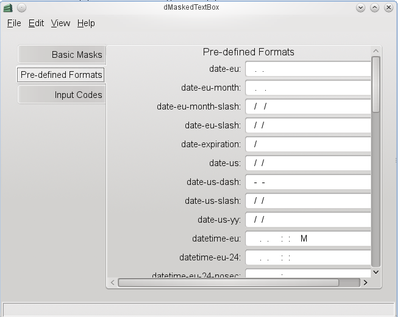 dMaskedTextBox
File Edit View Help
Basic Masks
Pre-defined Formats
Input Codes
Pre-defined Formats
date-eu: . .
date-eu-month: . .
date-eu-month-slash: / /
date-eu-slash: / /
date-expiration: /
date-us: / /
date-us-dash: - -
date-us-slash: / /
date-us-yy: / /
datetime-eu: . . : : M
datetime-eu-24: . . : :
datetime-eu-24-nosec: . . :